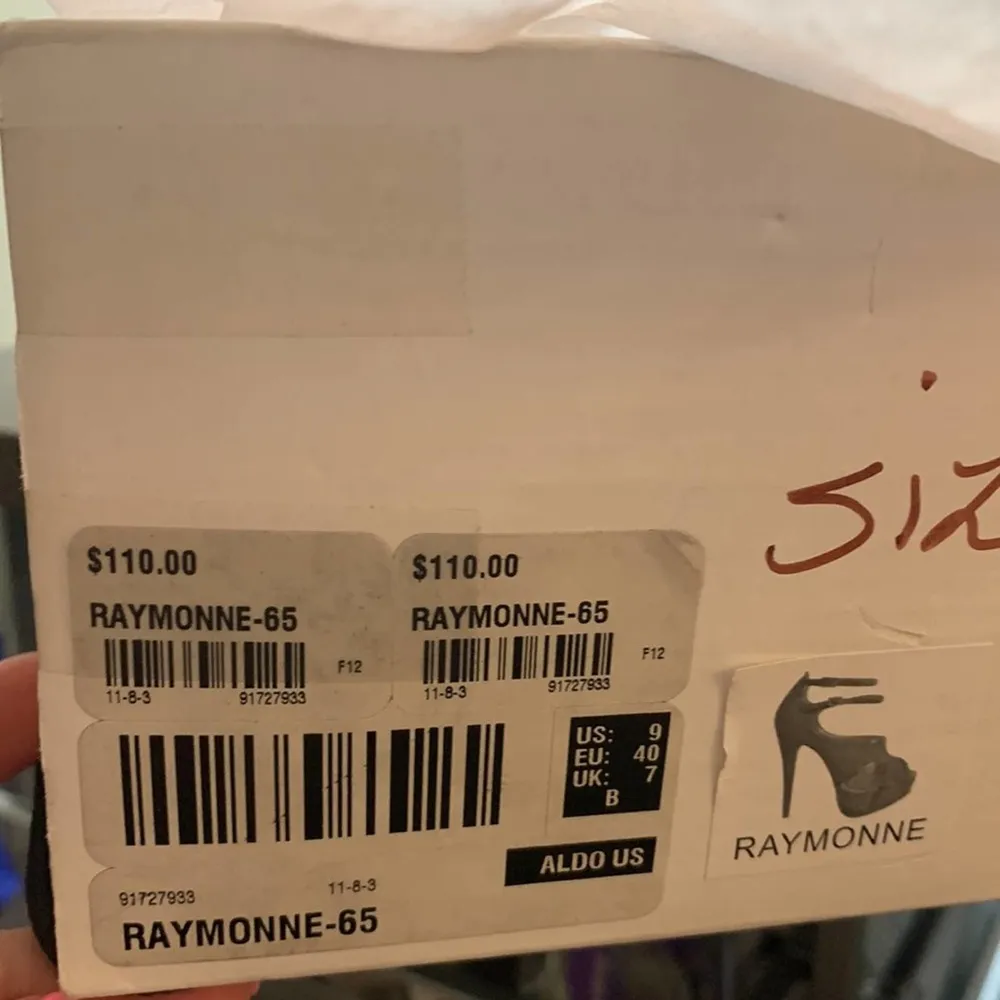 SIZ
$110.00
RAYMONNE-65
F12
11-8-3 91727933
$110.00
RAYMONNE-65
F12
11-8-3 91727933
US: 9
EU: 40
UK: 7
B
ALDO US
91727933 11-8-3
RAYMONNE-65
RAYMONNE